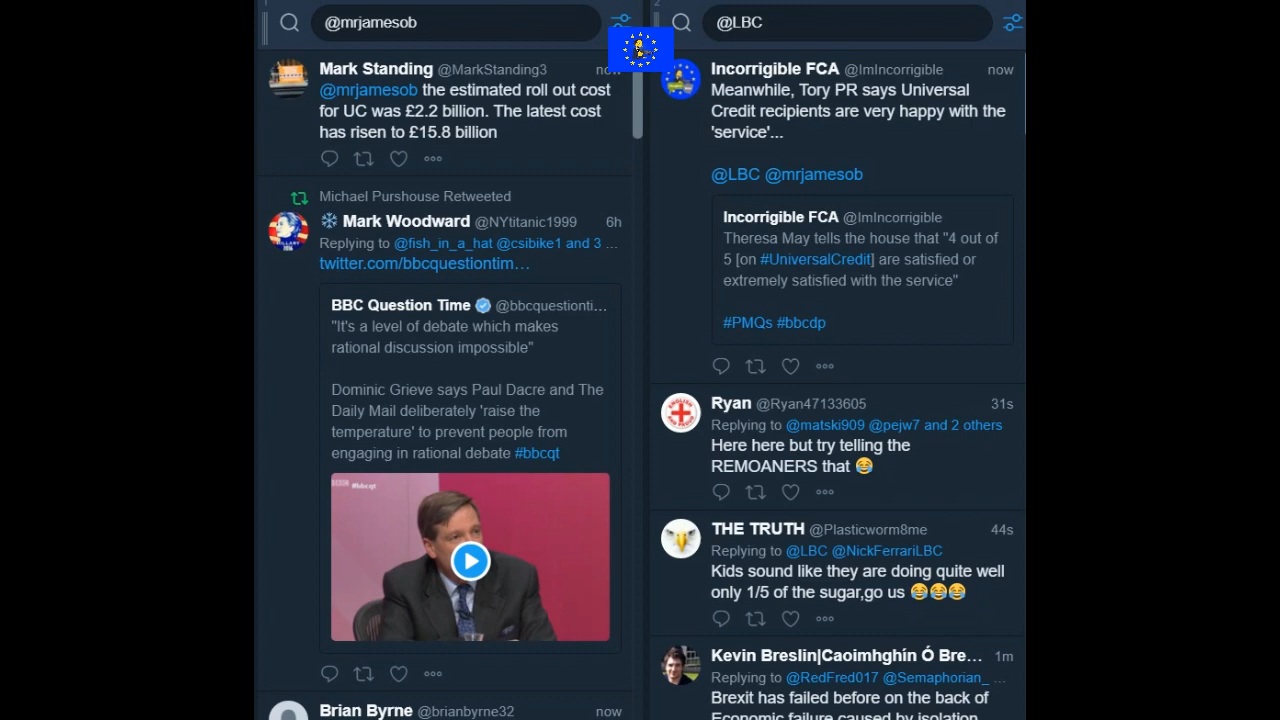 @mrjamesob
Mark Standing @MarkStanding3 now
@mrjamesob the estimated roll out cost
for UC was £2.2 billion. The latest cost
has risen to £15.8 billion
Michael Purshouse Retweeted
Mark Woodward @NYtitanic1999 6h
Replying to @fish_in_a_hat @csibike1 and 3 ...
twitter.com/bbcquestiontim…
BBC Question Time @bbcquestionti…
"It's a level of debate which makes
rational discussion impossible"
Dominic Grieve says Paul Dacre and The
Daily Mail deliberately 'raise the
temperature' to prevent people from
engaging in rational debate #bbcqt
#bbcqt
Brian Byrne @brianbyrne32 now
2
@LBC
Incorrigible FCA @ImIncorrigible now
Meanwhile, Tory PR says Universal
Credit recipients are very happy with the
'service'...
@LBC @mrjamesob
Incorrigible FCA @ImIncorrigible
Theresa May tells the house that "4 out of
5 [on #UniversalCredit] are satisfied or
extremely satisfied with the service"
#PMQs #bbcdp
Ryan @Ryan47133605 31s
Replying to @matski909 @pejw7 and 2 others
Here here but try telling the
REMOANERS that 😂
THE TRUTH @Plasticworm8me 44s
Replying to @LBC @NickFerrariLBC
Kids sound like they are doing quite well
only 1/5 of the sugar,go us 😂😂😂
Kevin Breslin|Caoimhghín Ó Bre… 1m
Replying to @RedFred017 @Semaphorian_ ...
Brexit has failed before on the back of
Economic failure caused by isolation